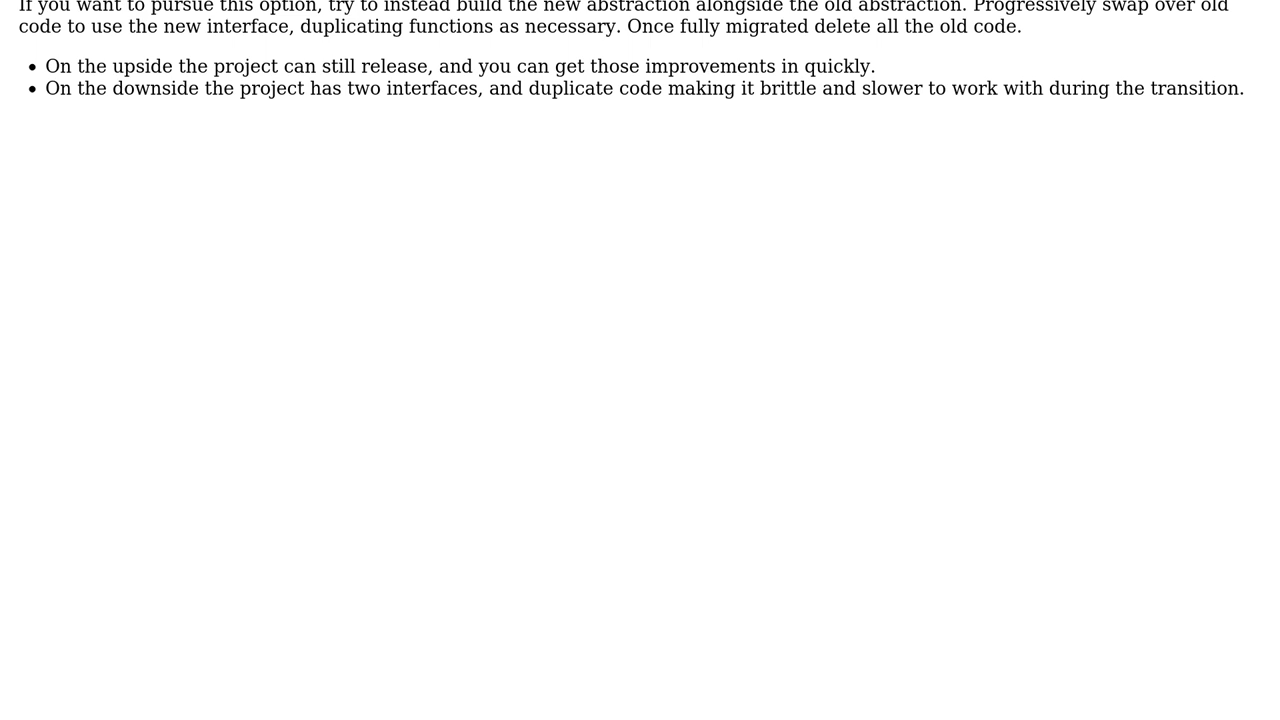 If you want to pursue this option, try to instead build the new abstraction alongside the old abstraction. Progressively swap over old
code to use the new interface, duplicating functions as necessary. Once fully migrated delete all the old code.
• On the upside the project can still release, and you can get those improvements in quickly.
• On the downside the project has two interfaces, and duplicate code making it brittle and slower to work with during the transition.